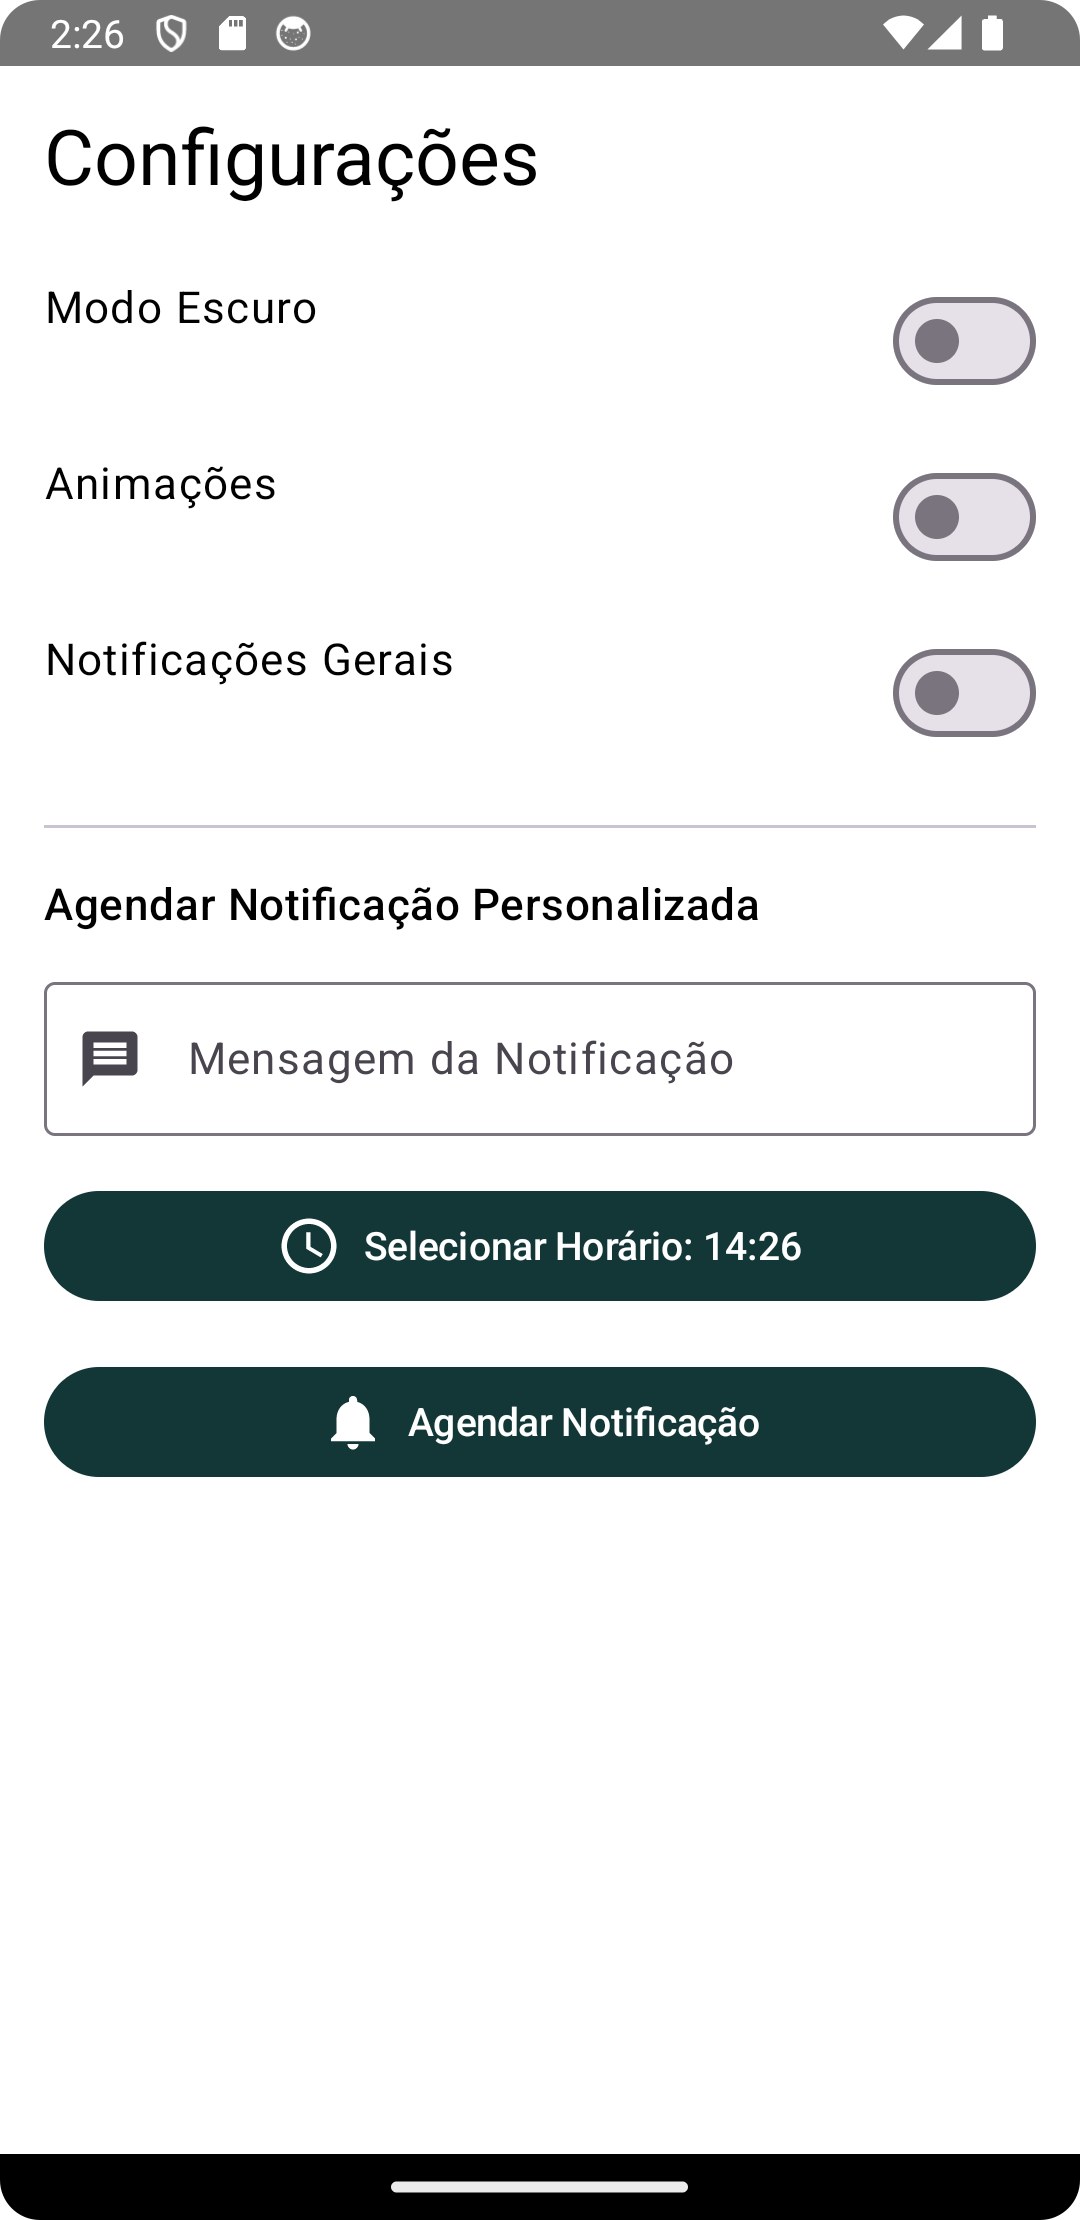 2:26
Configurações
Modo Escuro
Animações
Notificações Gerais
Agendar Notificação Personalizada
Mensagem da Notificação
Selecionar Horário: 14:26
Agendar Notificação